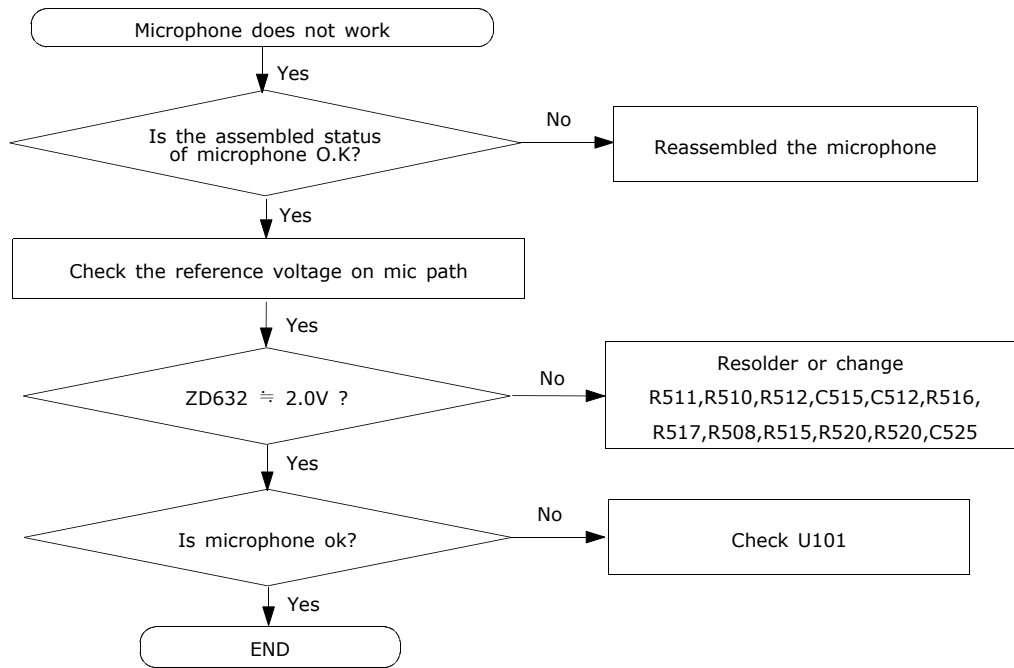 Microphone does not work
Yes
Is the assembled status
of microphone O.K?
No
Reassembled the microphone
Yes
Check the reference voltage on mic path
Yes
ZD632 ≒ 2.0V ?
No
Resolder or change
R511,R510,R512,C515,C512,R516,
R517,R508,R515,R520,R520,C525
Yes
Is microphone ok?
No
Check U101
Yes
END